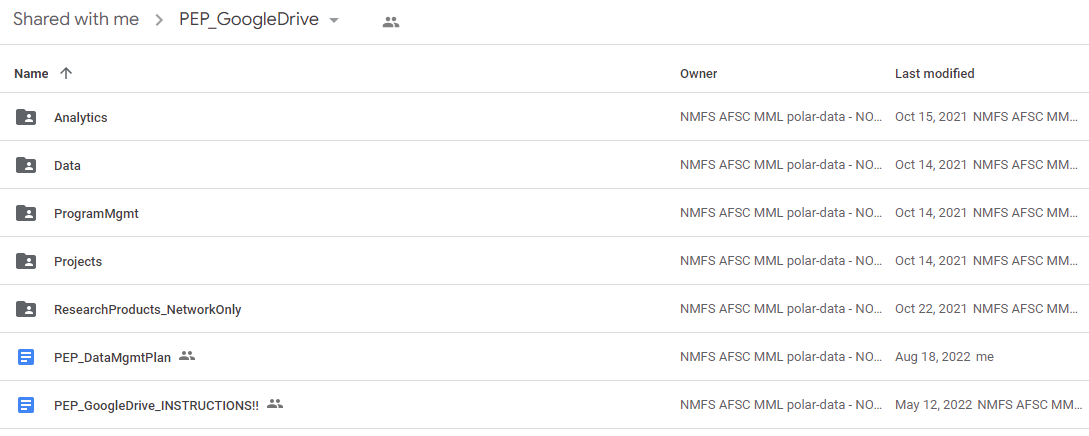 Shared with me > PEP_GoogleDrive
Name Owner Last modified
Analytics NMFS AFSC MML polar-data - NO... Oct 15, 2021 NMFS AFSC MM...
Data NMFS AFSC MML polar-data - NO... Oct 14, 2021 NMFS AFSC MM...
ProgramMgmt NMFS AFSC MML polar-data - NO... Oct 14, 2021 NMFS AFSC MM...
Projects NMFS AFSC MML polar-data - NO... Oct 14, 2021 NMFS AFSC MM...
ResearchProducts_NetworkOnly NMFS AFSC MML polar-data - NO... Oct 22, 2021 NMFS AFSC MM...
PEP_DataMgmtPlan NMFS AFSC MML polar-data - NO... Aug 18, 2022 me
PEP_GoogleDrive_INSTRUCTIONS!! NMFS AFSC MML polar-data - NO... May 12, 2022 NMFS AFSC MM...